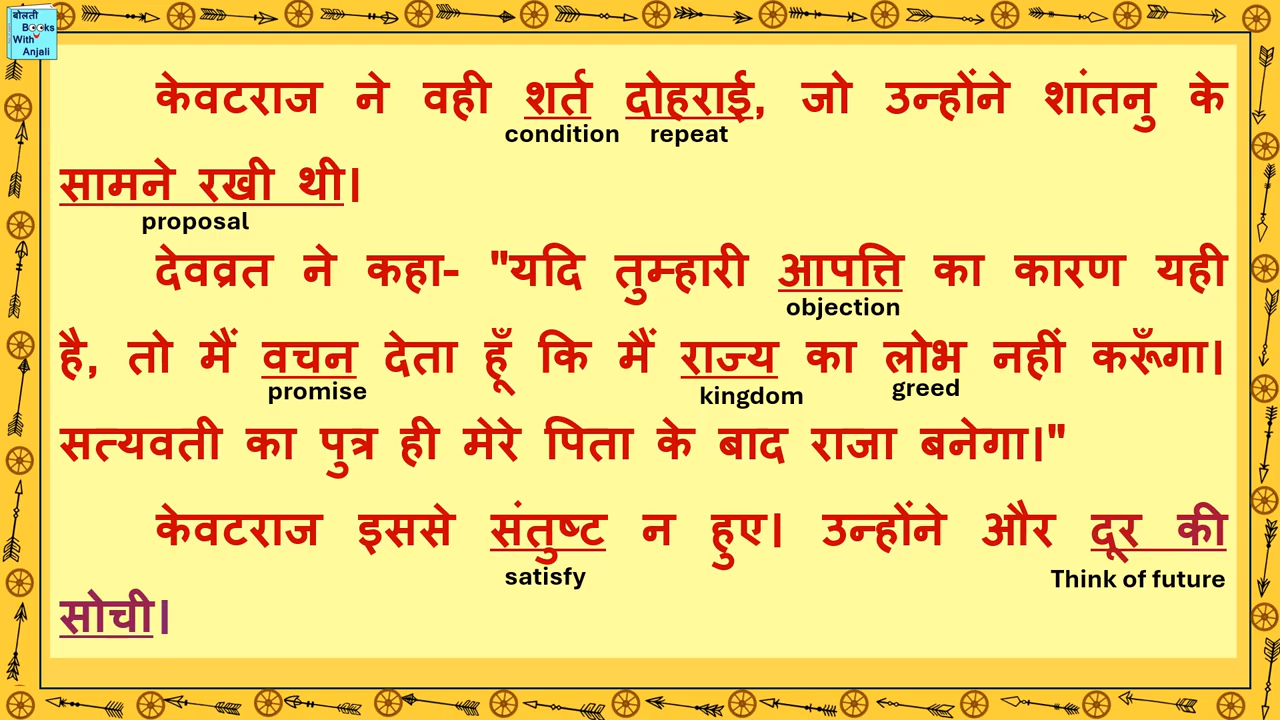 बोलती
Books
With
Anjali
केवटराज ने वही शर्त दोहराई, जो उन्होंने शांतनु के
condition repeat
सामने रखी थी।
proposal
देवव्रत ने कहा- "यदि तुम्हारी आपत्ति का कारण यही
objection
है, तो मैं वचन देता हूँ कि मैं राज्य का लोभ नहीं करूँगा।
promise kingdom greed
सत्यवती का पुत्र ही मेरे पिता के बाद राजा बनेगा।"
केवटराज इससे संतुष्ट न हुए। उन्होंने और दूर की
satisfy Think of future
सोची।